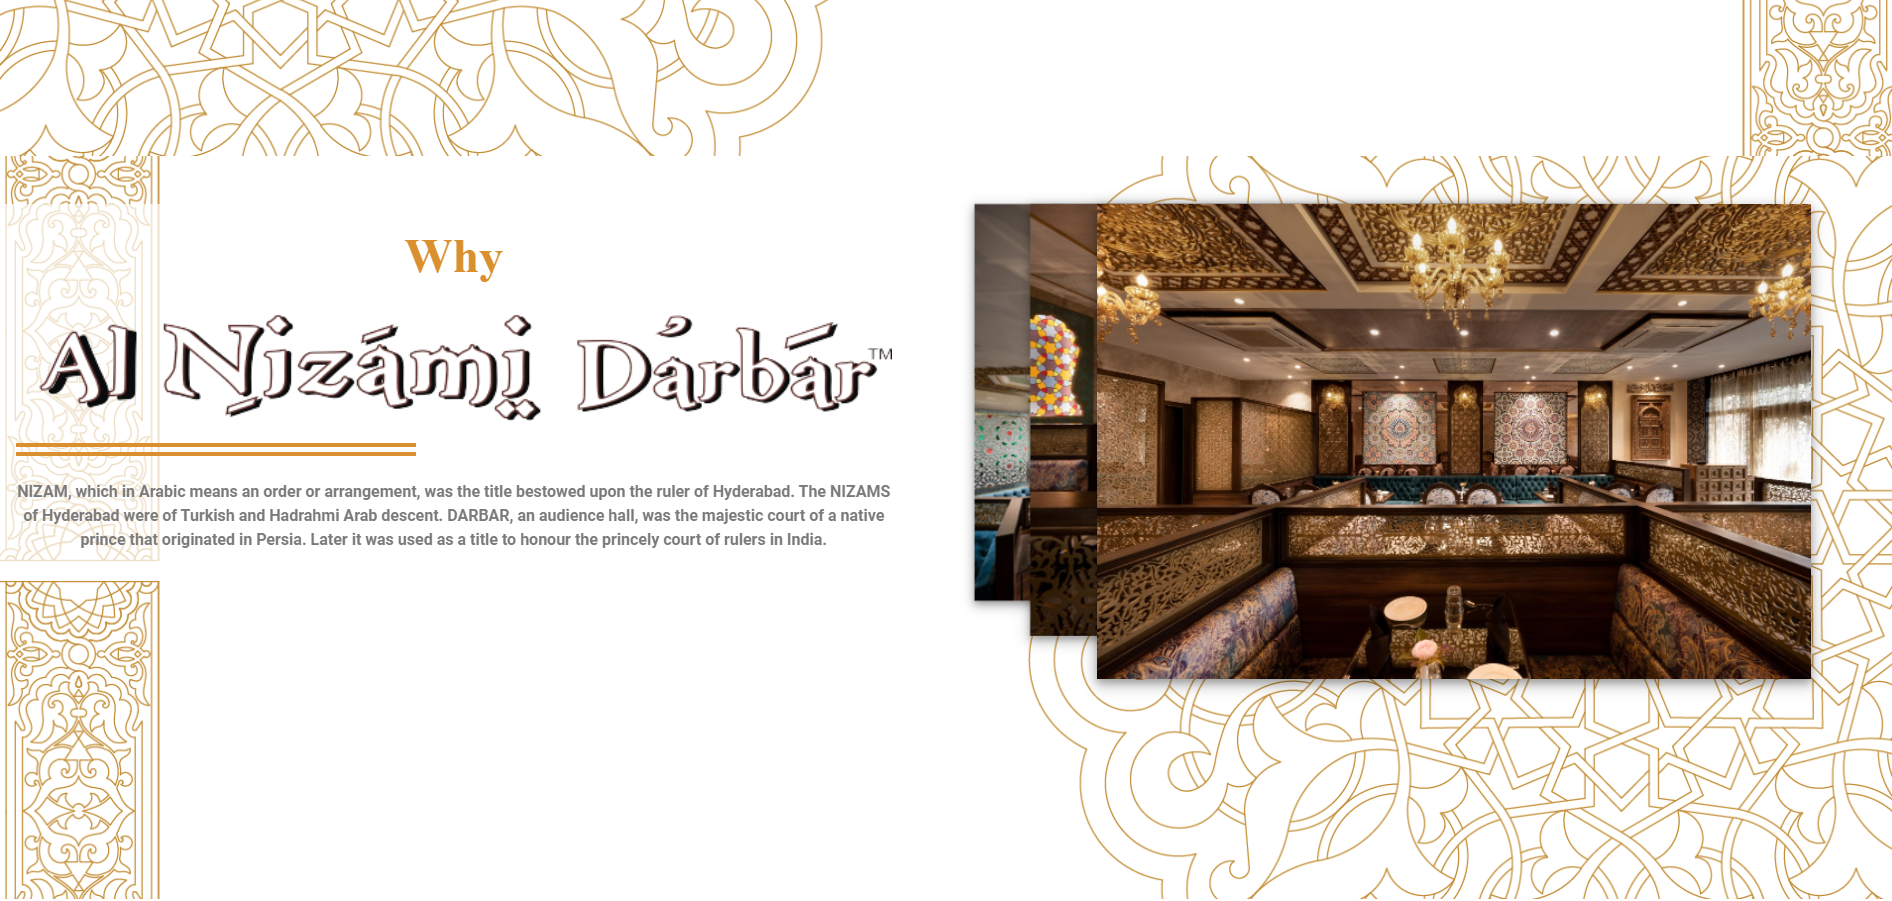 Why
Al Nizámi Dárbár™
NIZAM, which in Arabic means an order or arrangement, was the title bestowed upon the ruler of Hyderabad. The NIZAMS
of Hyderabad were of Turkish and Hadrahmi Arab descent. DARBAR, an audience hall, was the majestic court of a native
prince that originated in Persia. Later it was used as a title to honour the princely court of rulers in India.